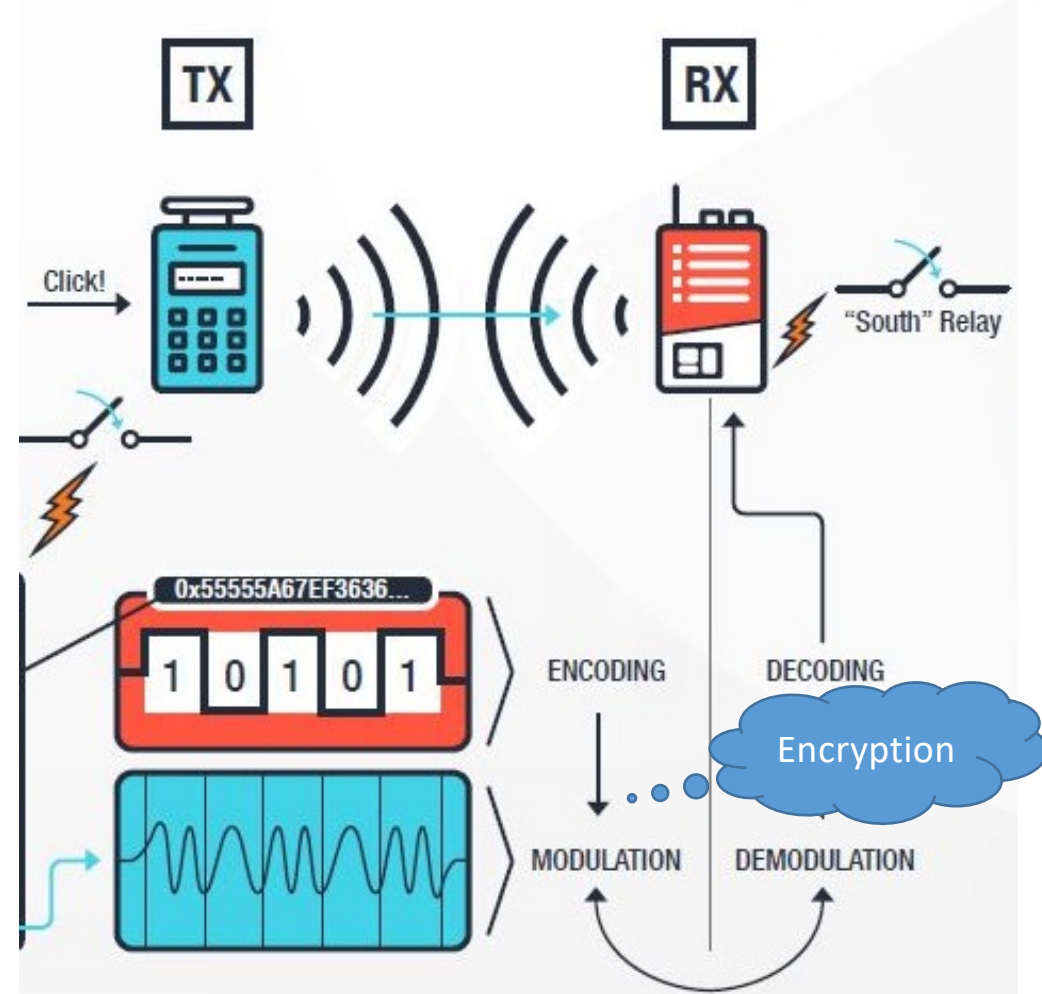 TX
RX
Click!
"South" Relay
0x55555A67EF3636...
1 0 1 0 1
ENCODING
DECODING
Encryption
MODULATION
DEMODULATION